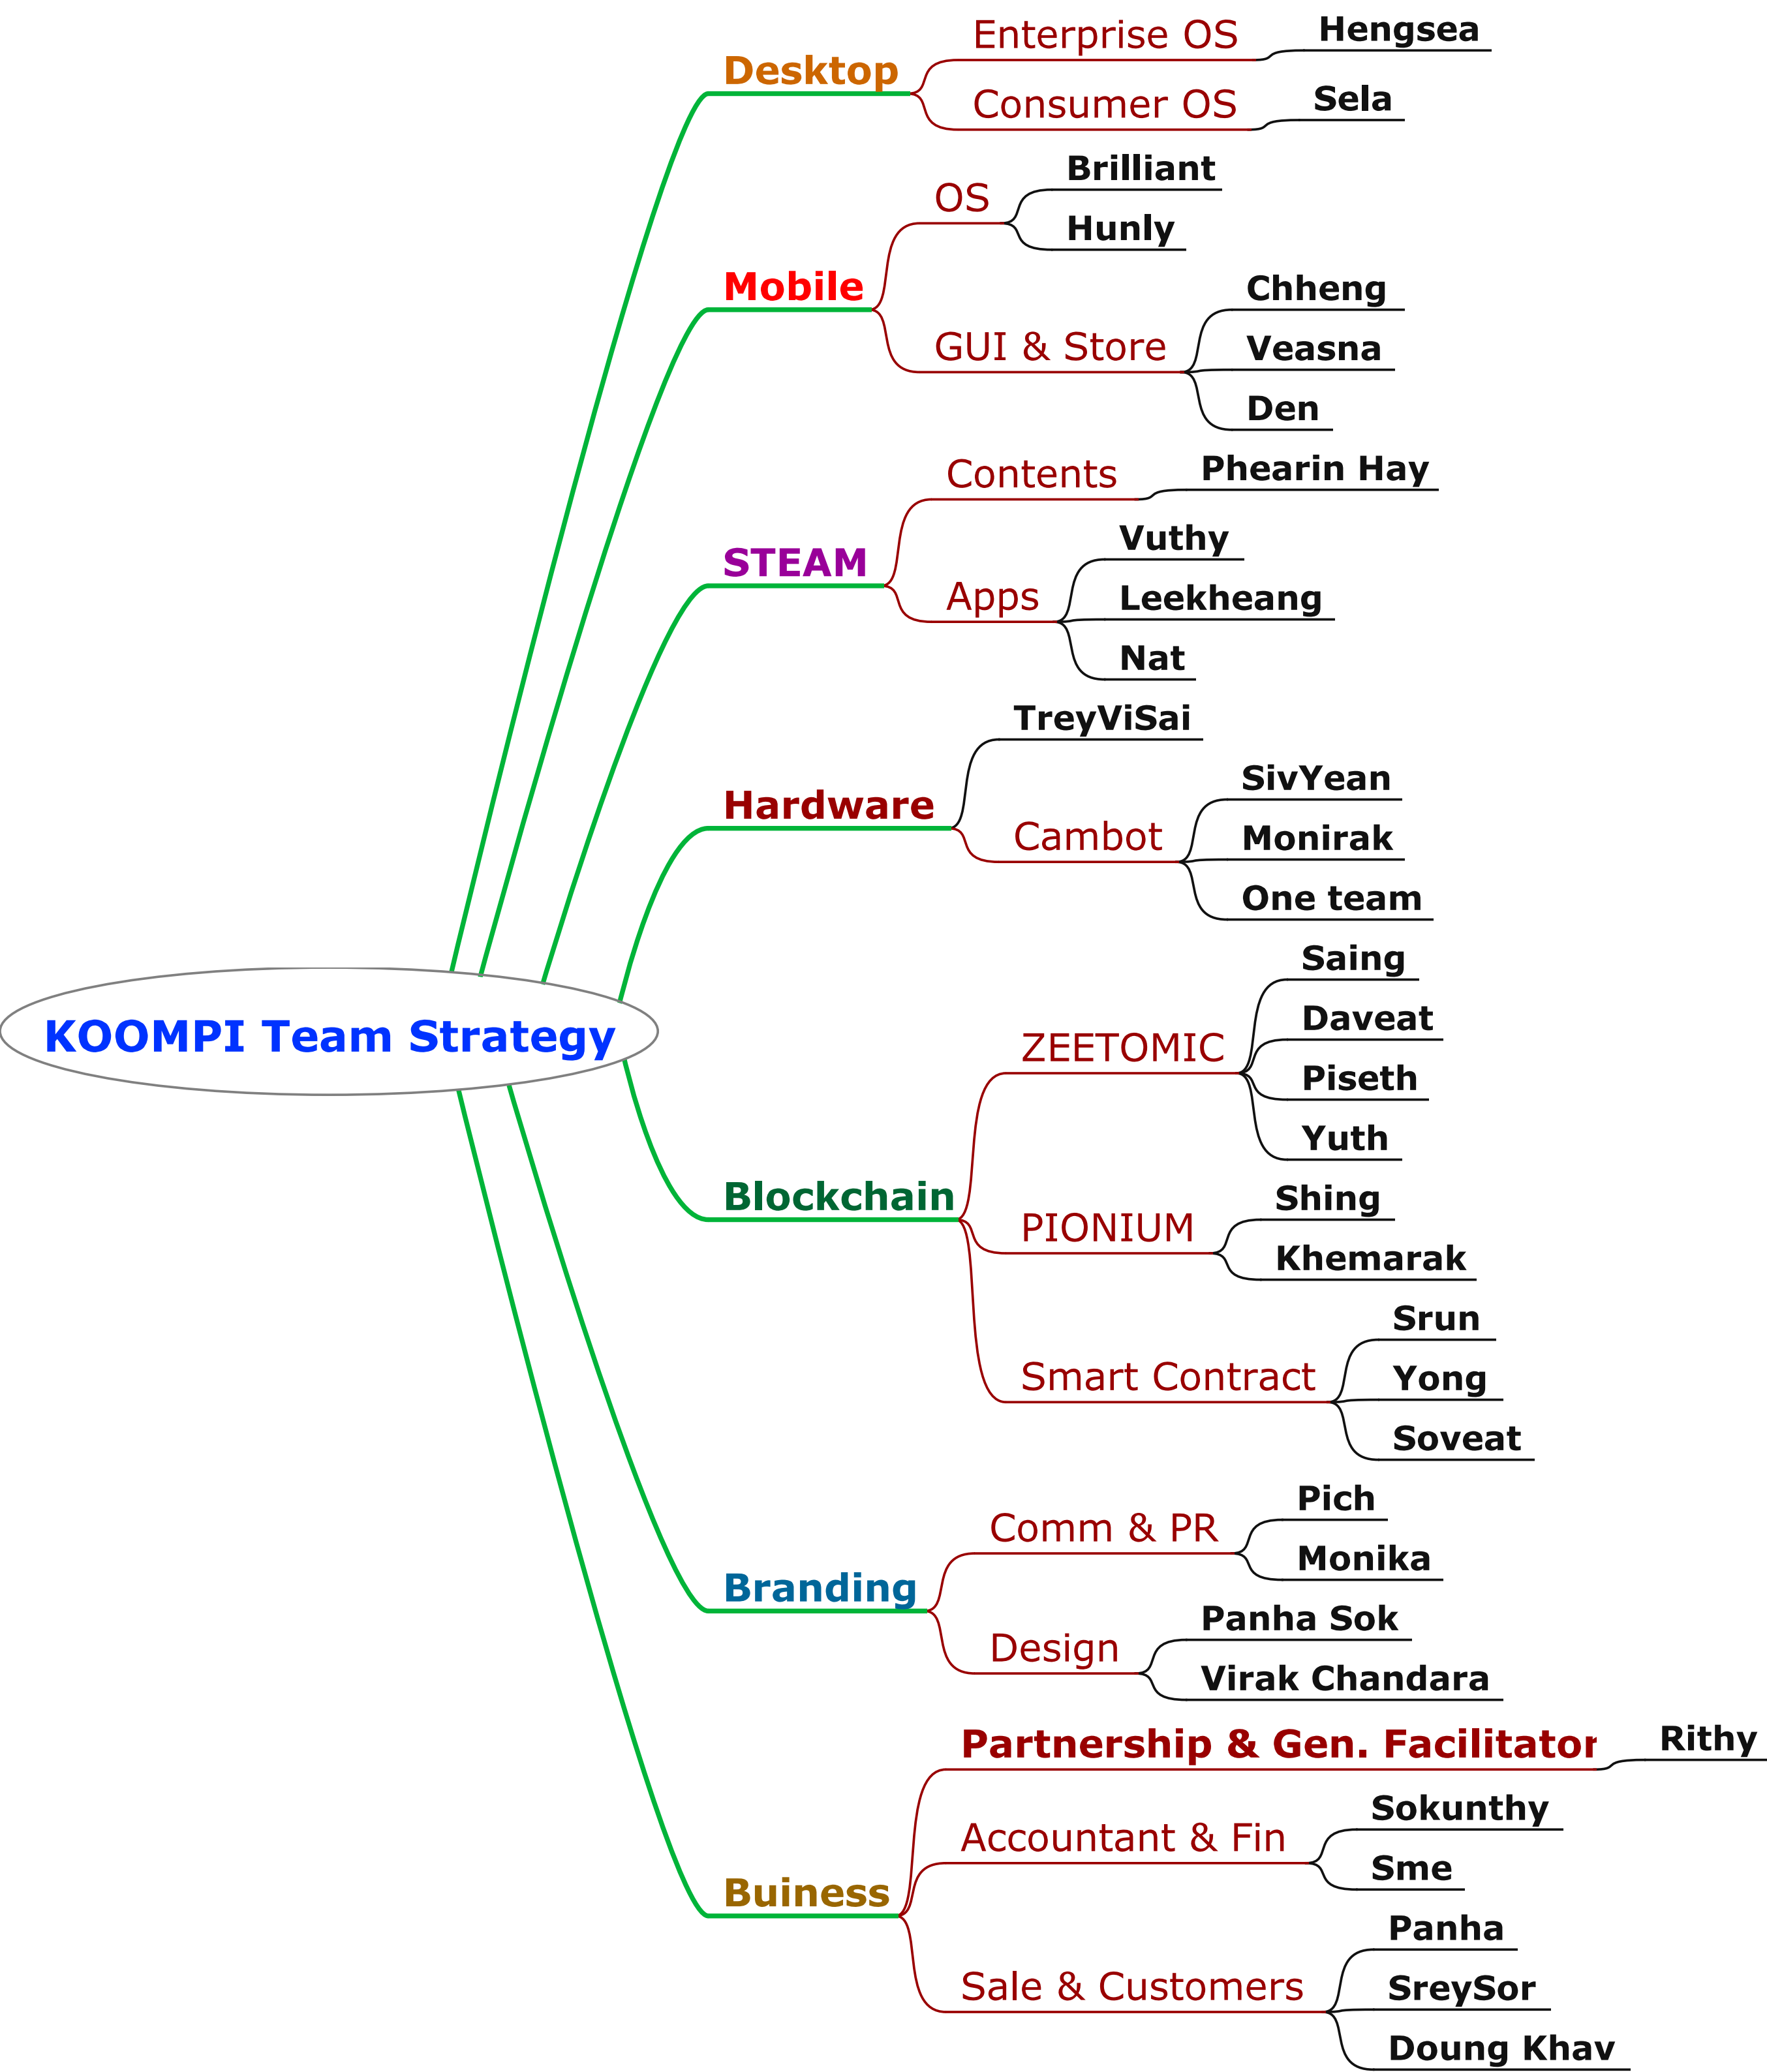 KOOMPI Team Strategy
Desktop
Enterprise OS
Hengsea
Consumer OS
Sela
Mobile
OS
Brilliant
Hunly
GUI & Store
Chheng
Veasna
Den
STEAM
Contents
Phearin Hay
Apps
Vuthy
Leekheang
Nat
Hardware
TreyViSai
Cambot
SivYean
Monirak
One team
Blockchain
ZEETOMIC
Saing
Daveat
Piseth
Yuth
PIONIUM
Shing
Khemarak
Smart Contract
Srun
Yong
Soveat
Branding
Comm & PR
Pich
Monika
Design
Panha Sok
Virak Chandara
Buiness
Partnership & Gen. Facilitator
Rithy
Accountant & Fin
Sokunthy
Sme
Sale & Customers
Panha
SreySor
Doung Khav